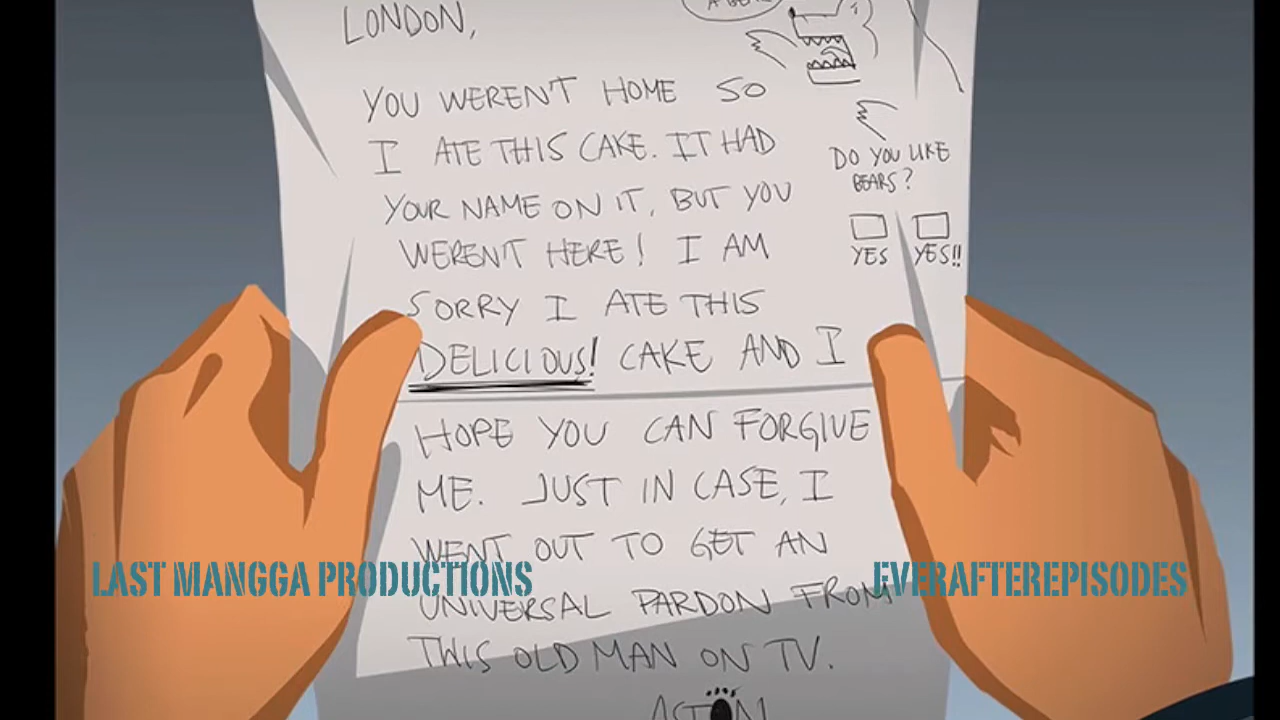 LONDON,
YOU WEREN'T HOME SO
I ATE THIS CAKE. IT HAD
YOUR NAME ON IT, BUT YOU
WEREN'T HERE! I AM
SORRY I ATE THIS
DELICIOUS! CAKE AND I
HOPE YOU CAN FORGIVE
ME. JUST IN CASE, I
WENT OUT TO GET AN
UNIVERSAL PARDON FROM
THIS OLD MAN ON TV.
ASTON
DO YOU LIKE
BEARS?
YES YES!!
LAST MANGGA PRODUCTIONS
EVERAFTEREPISODES